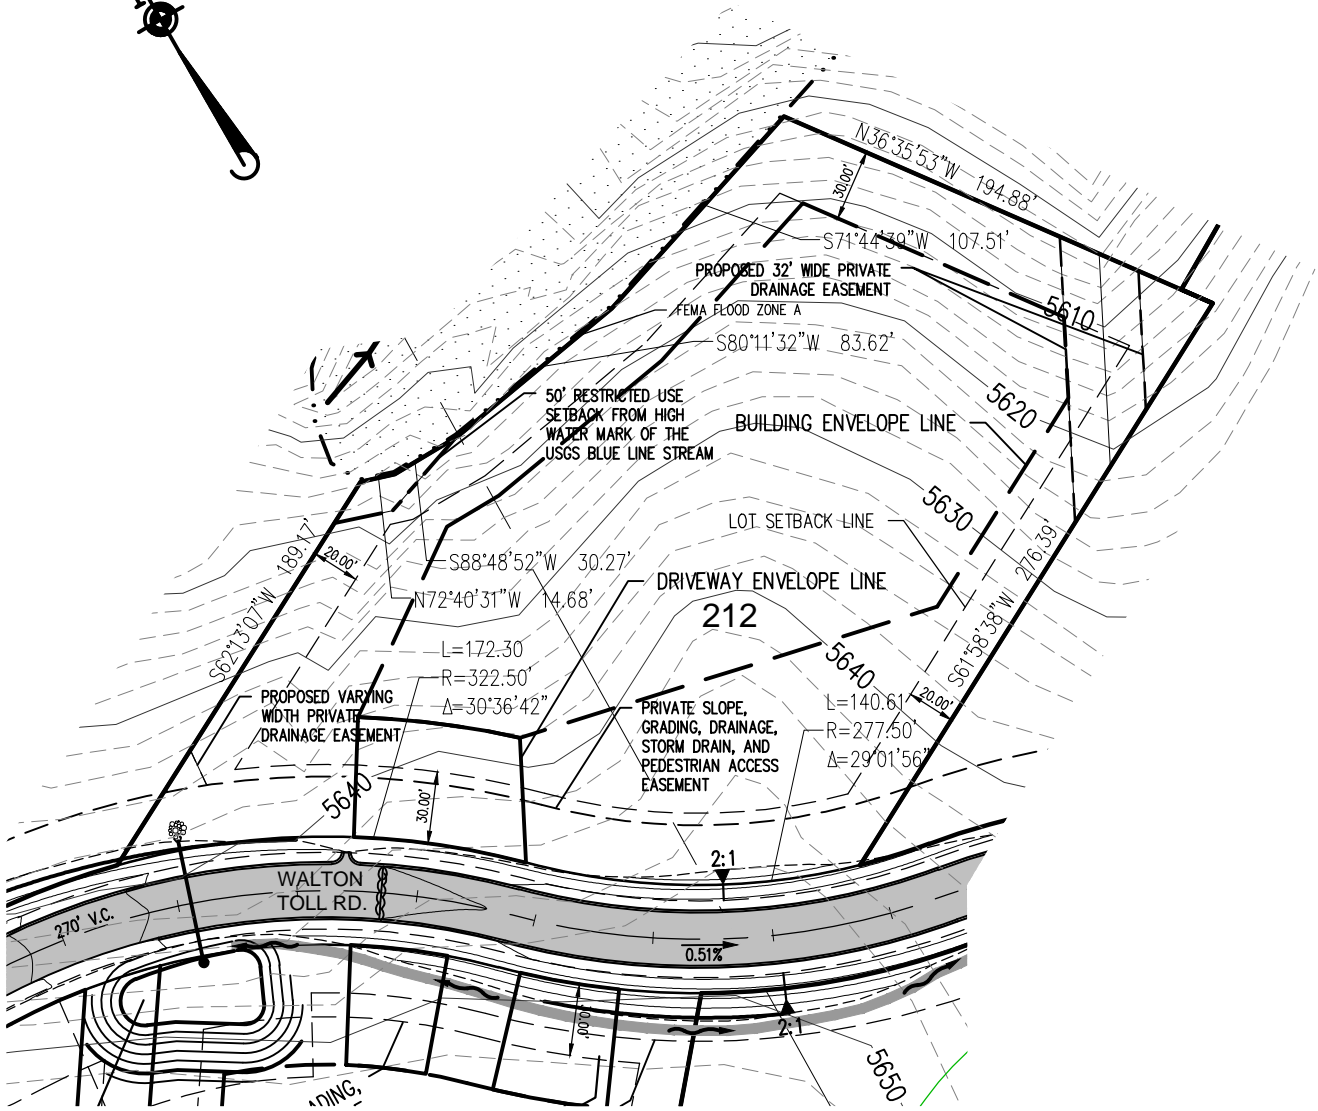 N36°35'53"W 194.88'
30.00'
S71°44'39"W 107.51'
PROPOSED 32' WIDE PRIVATE
DRAINAGE EASEMENT
5610
FEMA FLOOD ZONE A
S80°11'32"W 83.62'
50' RESTRICTED USE
SETBACK FROM HIGH
WATER MARK OF THE
USGS BLUE LINE STREAM
5620
BUILDING ENVELOPE LINE
5630
LOT SETBACK LINE
S62°13'07"W 189.17'
20.00'
S88°48'52"W 30.27'
N72°40'31"W 14.68'
DRIVEWAY ENVELOPE LINE
212
S61°58'38"W 276.39'
20.00'
L=172.30
R=322.50'
Δ=30°36'42"
5640
PROPOSED VARYING
WIDTH PRIVATE
DRAINAGE EASEMENT
PRIVATE SLOPE,
GRADING, DRAINAGE,
STORM DRAIN, AND
PEDESTRIAN ACCESS
EASEMENT
L=140.61'
R=277.50'
Δ=29°01'56"
5640
30.00'
2:1
WALTON
TOLL RD.
270' V.C.
0.51%
2:1
5650
ADING,